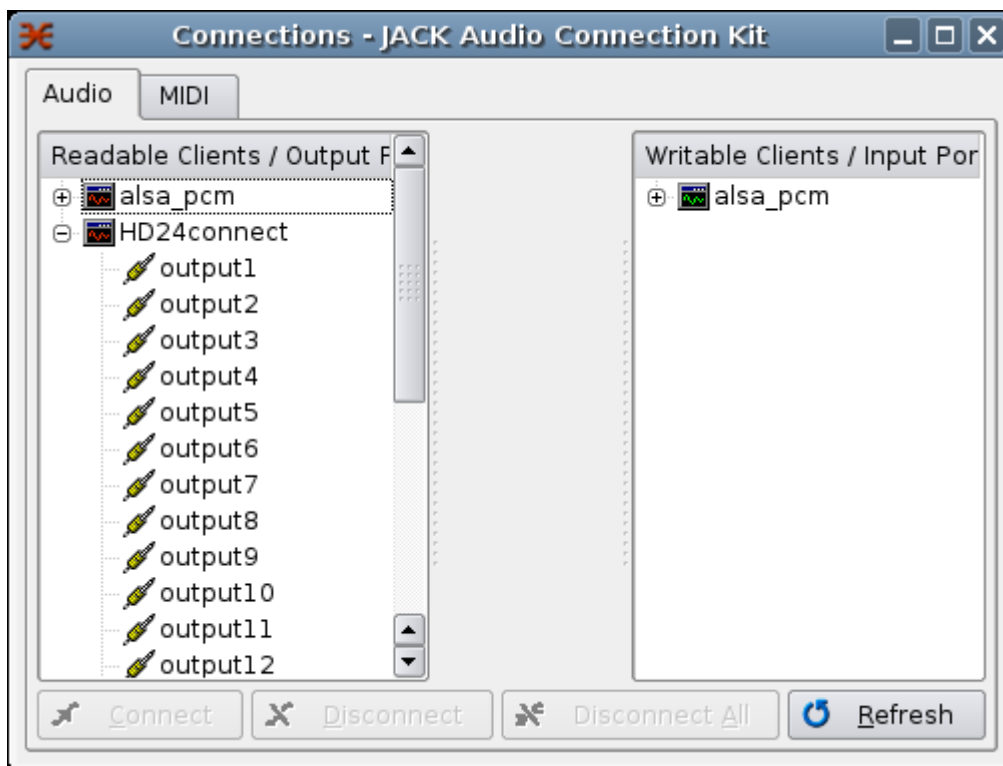 Connections - JACK Audio Connection Kit
Audio MIDI
Readable Clients / Output
Writable Clients / Input Por
alsa_pcm
HD24connect
output1
output2
output3
output4
output5
output6
output7
output8
output9
output10
output11
output12
alsa_pcm
Connect Disconnect Disconnect All Refresh